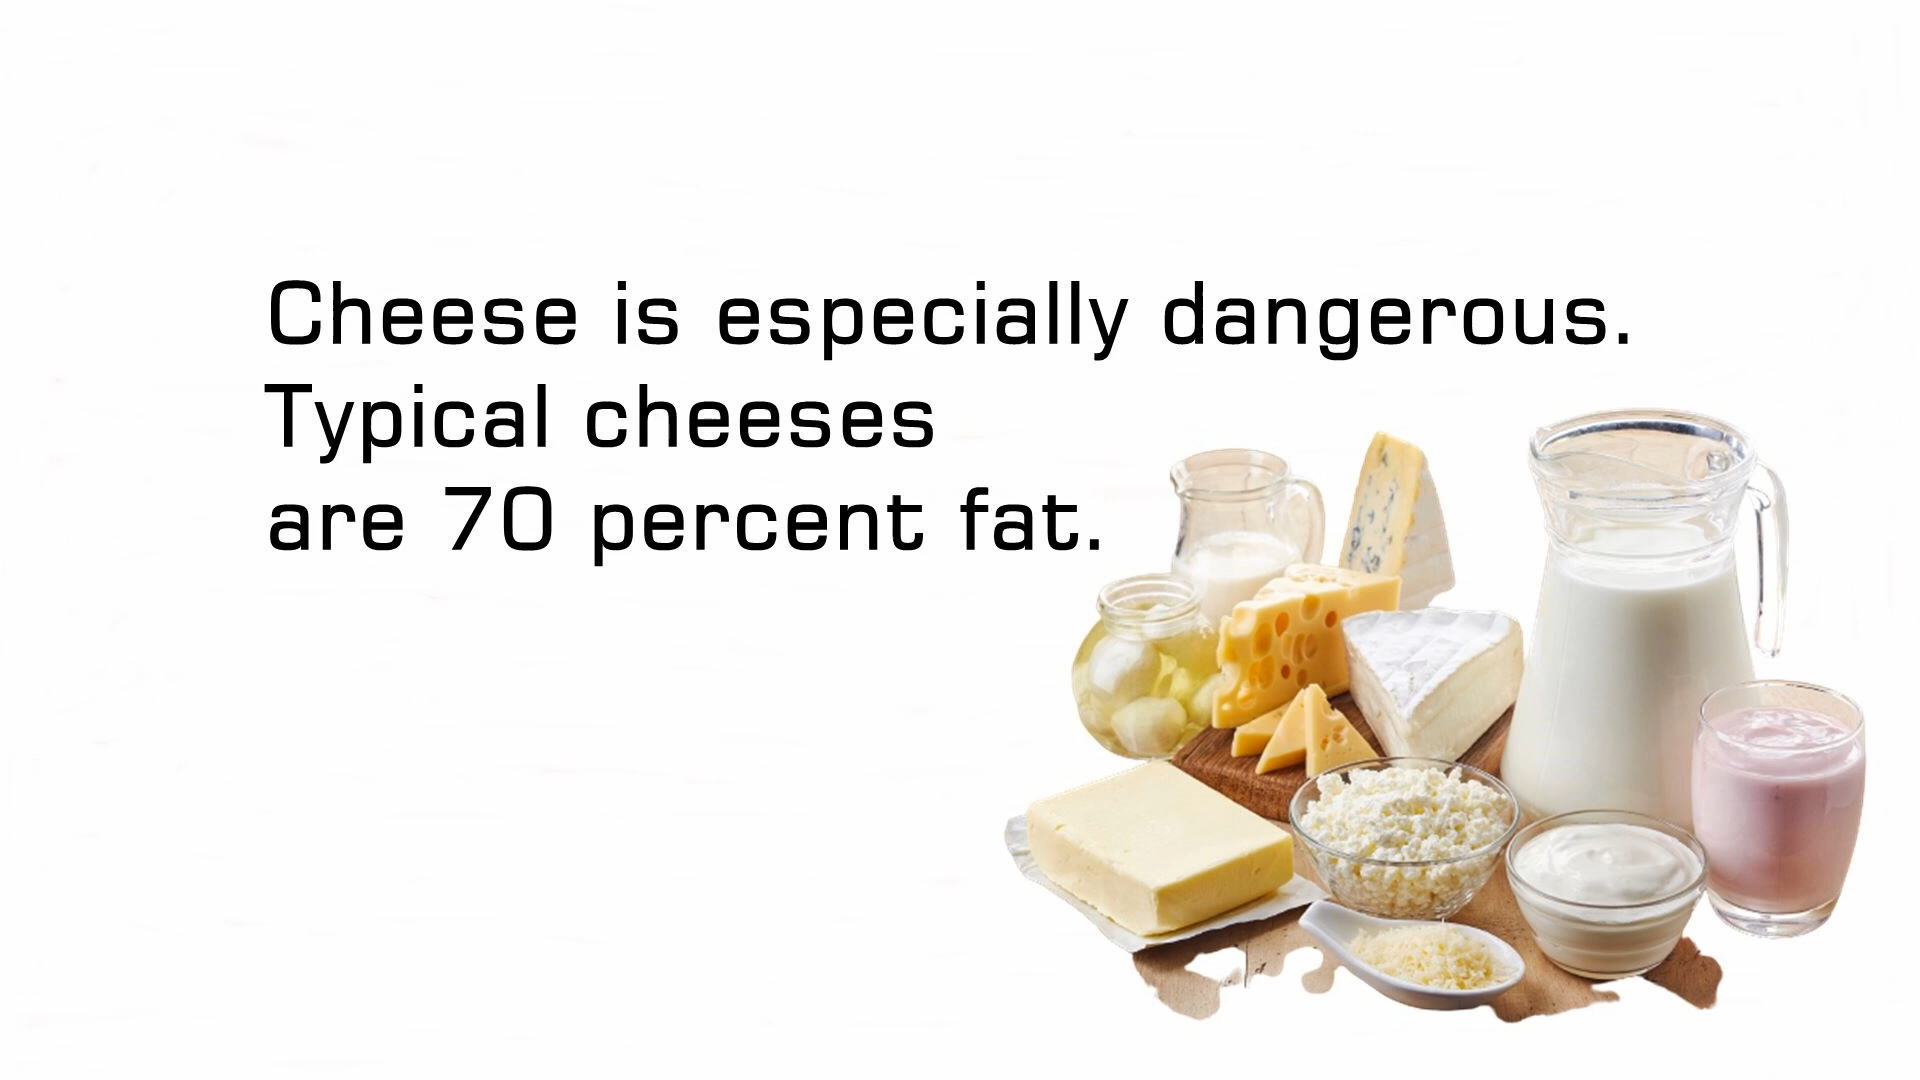 Cheese is especially dangerous.
Typical cheeses
are 70 percent fat.